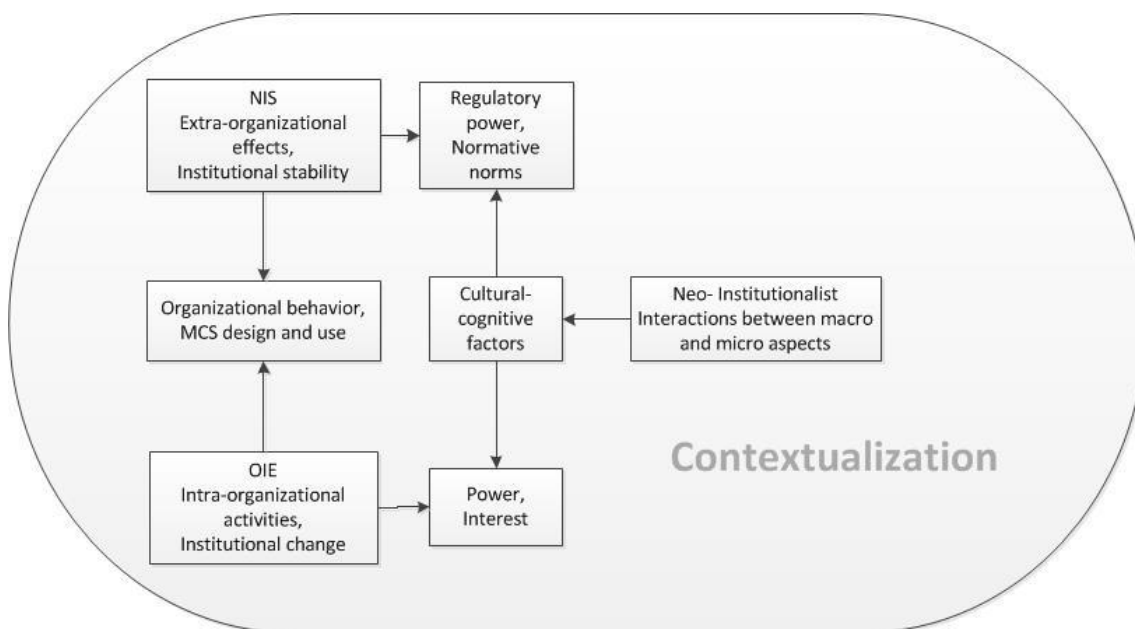 NIS
Extra-organizational
effects,
Institutional stability
Regulatory
power,
Normative
norms
Organizational behavior,
MCS design and use
Cultural-
cognitive
factors
Neo- Institutionalist
Interactions between macro
and micro aspects
Contextualization
OIE
Intra-organizational
activities,
Institutional change
Power,
Interest